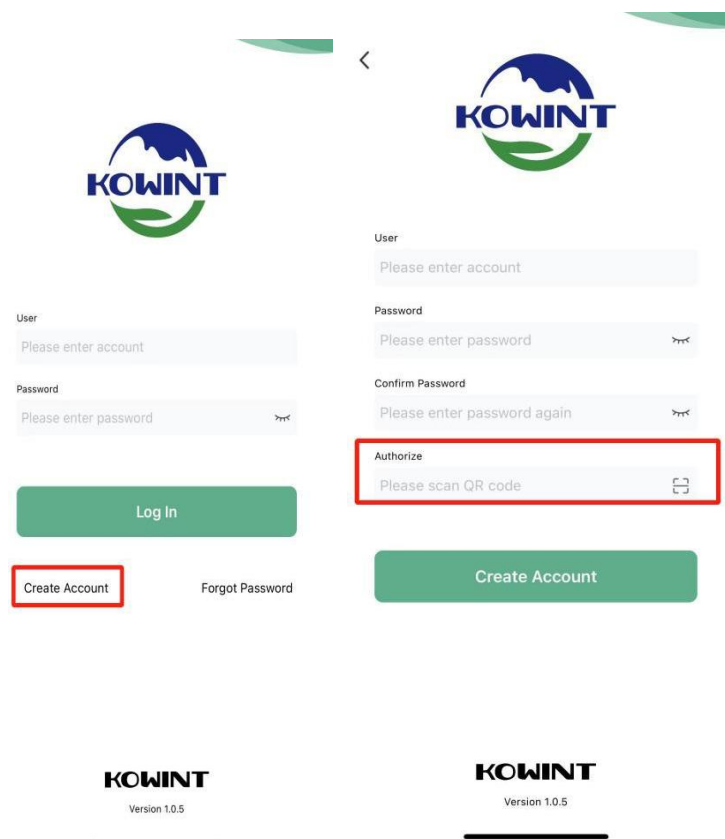 KOWINT
User
Please enter account
Password
Please enter password
Log In
Create Account
Forgot Password
KOWINT
Version 1.0.5
KOWINT
User
Please enter account
Password
Please enter password
Confirm Password
Please enter password again
Authorize
Please scan QR code
Create Account
KOWINT
Version 1.0.5